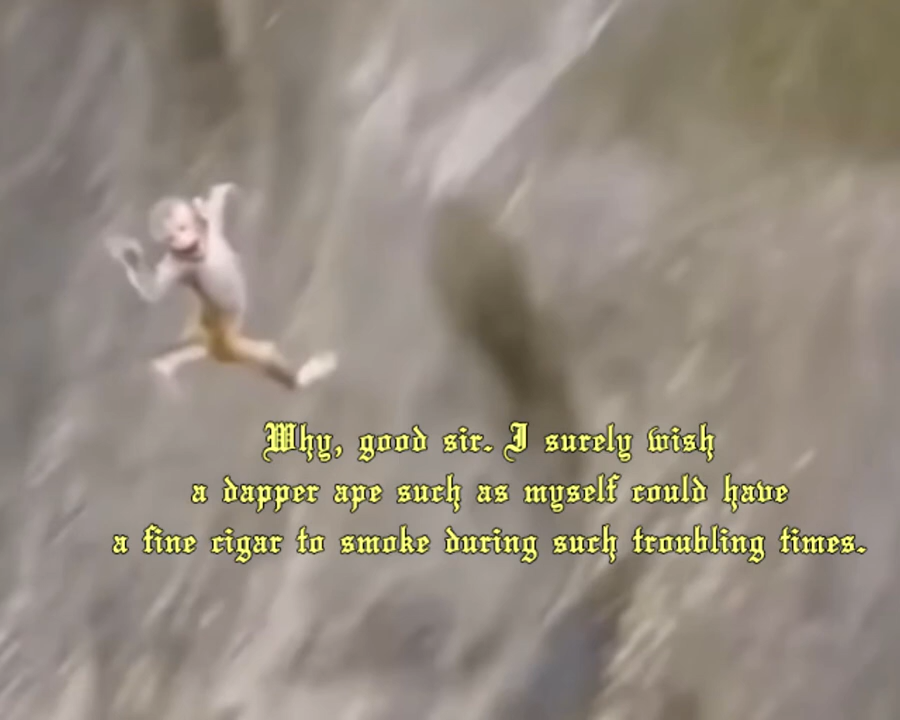 Why, good sir. I surely wish
a dapper ape such as myself could have
a fine cigar to smoke during such troubling times.